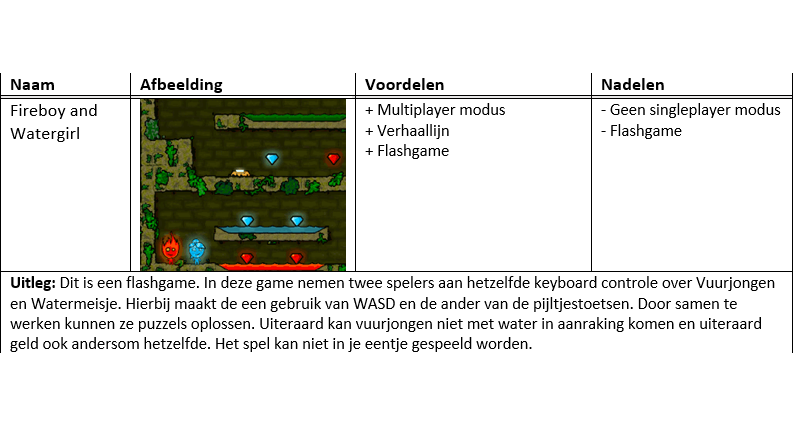 Naam Afbeelding Voordelen Nadelen
Fireboy and
Watergirl
+ Multiplayer modus
+ Verhaallijn
+ Flashgame
- Geen singleplayer modus
- Flashgame
Uitleg: Dit is een flashgame. In deze game nemen twee spelers aan hetzelfde keyboard controle over Vuurjongen
en Watermeisje. Hierbij maakt de een gebruik van WASD en de ander van de pijltjestoetsen. Door samen te
werken kunnen ze puzzels oplossen. Uiteraard kan vuurjongen niet met water in aanraking komen en uiteraard
geld ook andersom hetzelfde. Het spel kan niet in je eentje gespeeld worden.